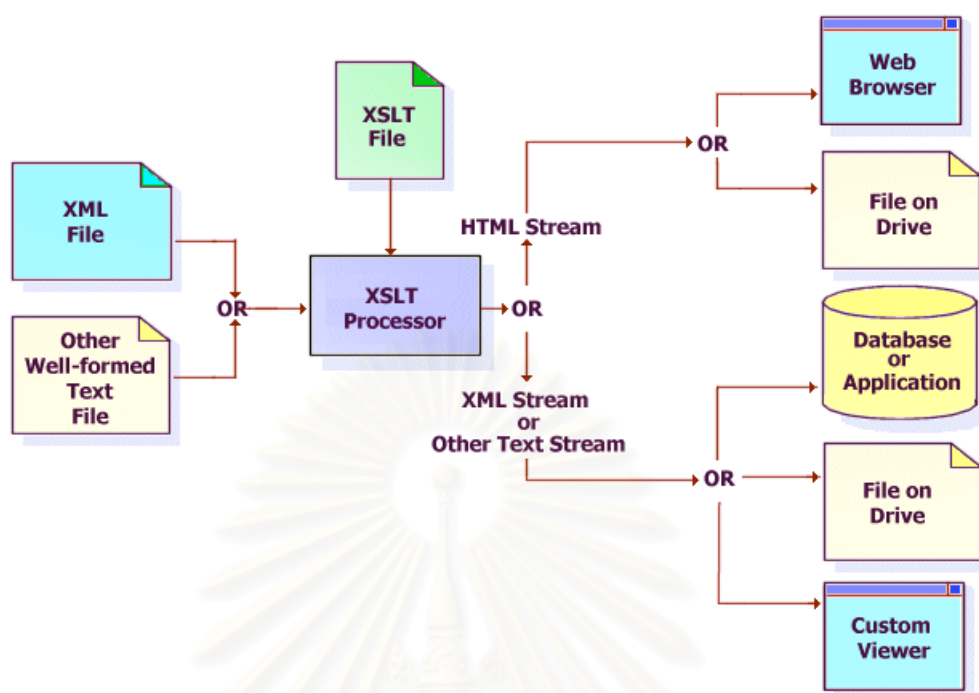 XSLT
File
XML
File
OR
Other
Well-formed
Text
File
XSLT
Processor
OR
HTML Stream
XML Stream
or
Other Text Stream
OR
Web
Browser
File on
Drive
OR
Database
or
Application
File on
Drive
Custom
Viewer